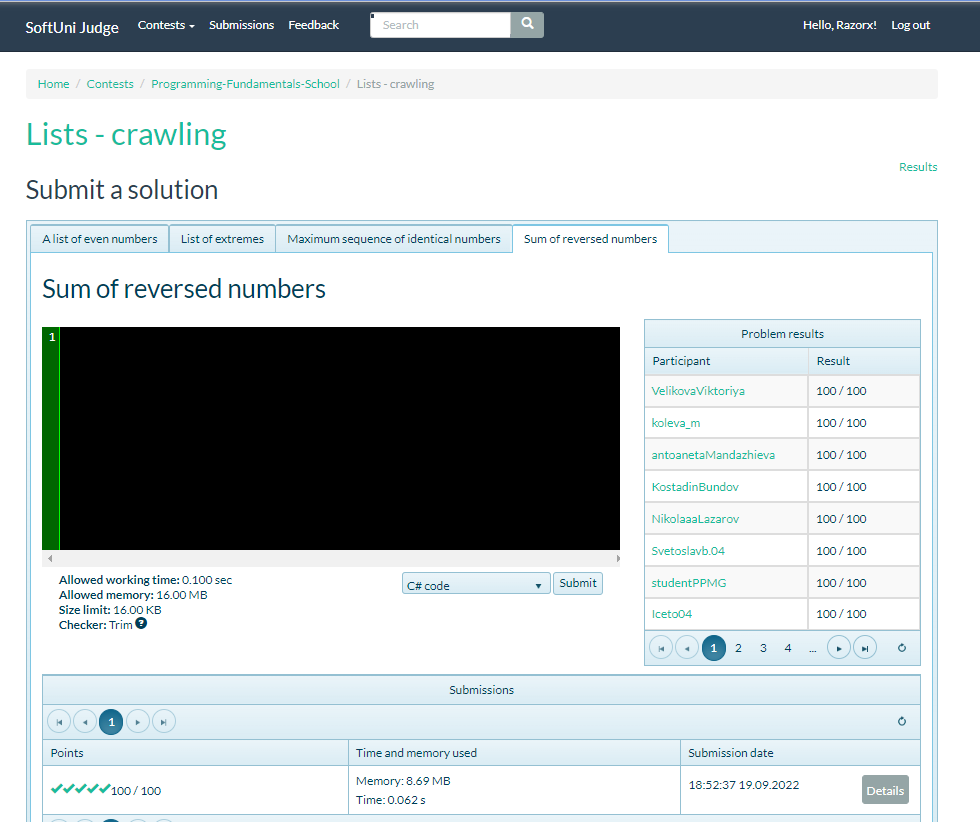 SoftUni Judge Contests Submissions Feedback Search Hello, Razorx! Log out
Home / Contests / Programming-Fundamentals-School / Lists - crawling
Lists - crawling
Results
Submit a solution
A list of even numbers List of extremes Maximum sequence of identical numbers Sum of reversed numbers
Sum of reversed numbers
1
Allowed working time: 0.100 sec
Allowed memory: 16.00 MB
Size limit: 16.00 KB
Checker: Trim ?
C# code Submit
Problem results
Participant Result
VelikovaViktoriya 100 / 100
koleva_m 100 / 100
antoanetaMandazhieva 100 / 100
KostadinBundov 100 / 100
NikolaaaLazarov 100 / 100
Svetoslavb.04 100 / 100
studentPPMG 100 / 100
Iceto04 100 / 100
1 2 3 4 ...
Submissions
1
Points Time and memory used Submission date
100 / 100 Memory: 8.69 MB 18:52:37 19.09.2022 Details
Time: 0.062 s